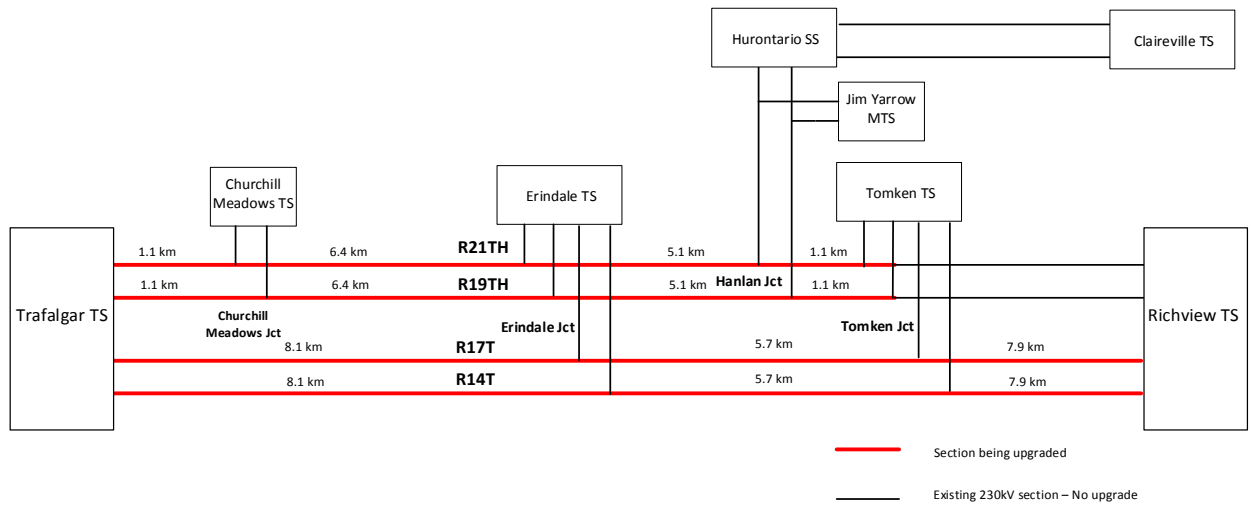 Hurontario SS
Claireville TS
Jim Yarrow
MTS
Churchill
Meadows TS
Erindale TS
Tomken TS
1.1 km
6.4 km
R21TH
5.1 km
1.1 km
1.1 km
6.4 km
R19TH
5.1 km
Hanlan Jct
1.1 km
Trafalgar TS
Richview TS
Churchill
Meadows Jct
Erindale Jct
Tomken Jct
8.1 km
R17T
5.7 km
7.9 km
8.1 km
R14T
5.7 km
7.9 km
Section being upgraded
Existing 230kV section – No upgrade